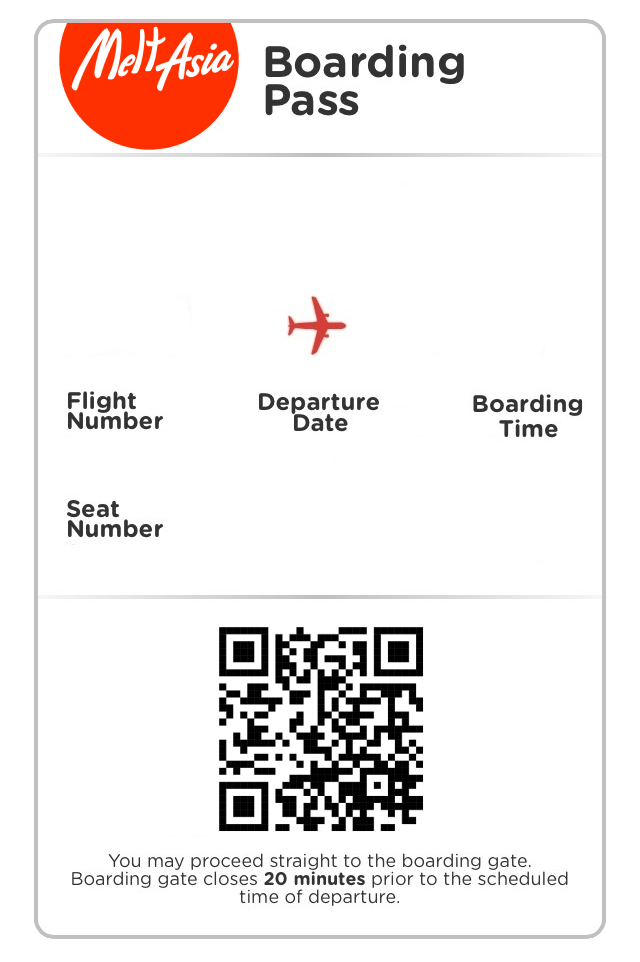 MeltAsia
Boarding
Pass
Flight
Number
Departure
Date
Boarding
Time
Seat
Number
You may proceed straight to the boarding gate.
Boarding gate closes 20 minutes prior to the scheduled
time of departure.